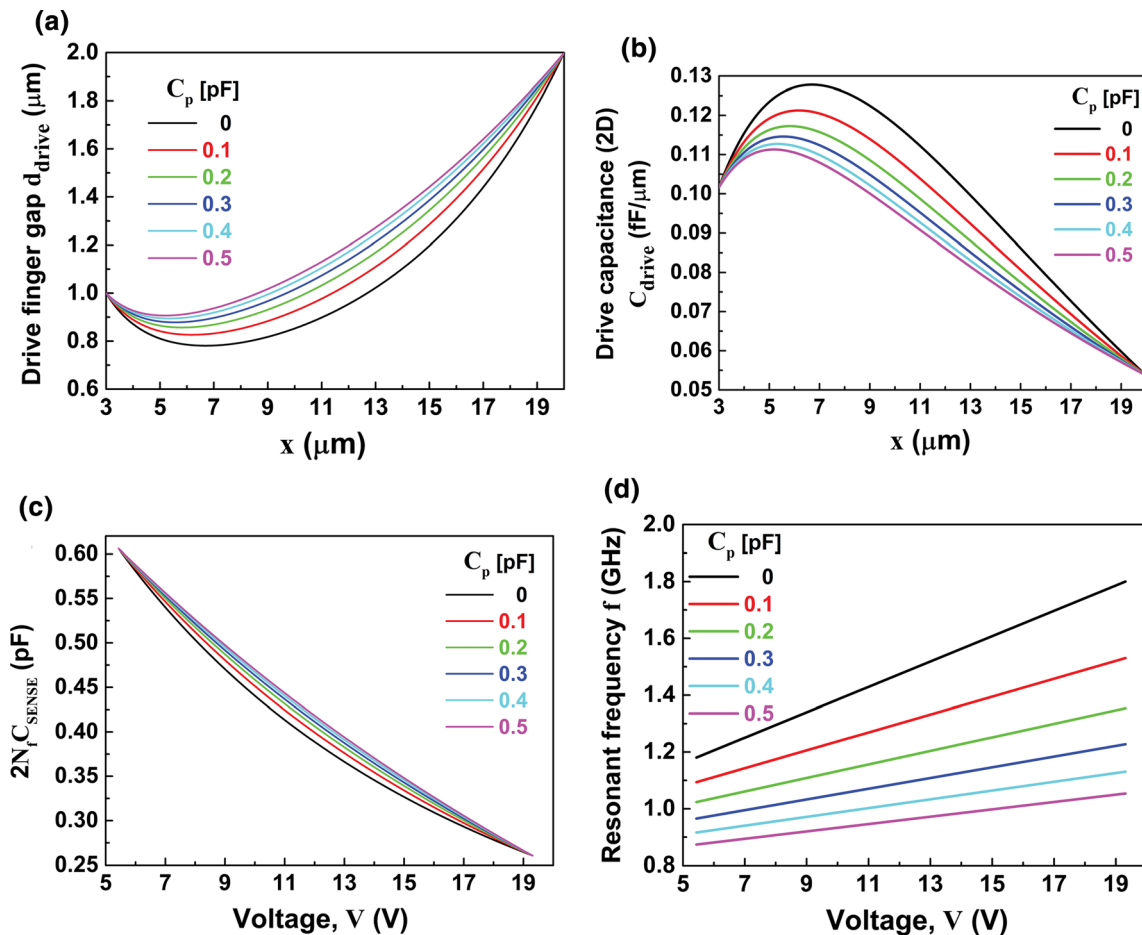 (a)
Drive finger gap d_drive (μm)
2.0
1.8
1.6
1.4
1.2
1.0
0.8
0.6
C_p [pF]
0
0.1
0.2
0.3
0.4
0.5
3 5 7 9 11 13 15 17 19
x (μm)
(b)
Drive capacitance (2D)
C_drive (fF/μm)
0.13
0.12
0.11
0.10
0.09
0.08
0.07
0.06
0.05
C_p [pF]
0
0.1
0.2
0.3
0.4
0.5
3 5 7 9 11 13 15 17 19
x (μm)
(c)
2N_fC_SENSE (pF)
0.60
0.55
0.50
0.45
0.40
0.35
0.30
0.25
C_p [pF]
0
0.1
0.2
0.3
0.4
0.5
5 7 9 11 13 15 17 19
Voltage, V (V)
(d)
Resonant frequency f (GHz)
2.0
1.8
1.6
1.4
1.2
1.0
0.8
C_p [pF]
0
0.1
0.2
0.3
0.4
0.5
5 7 9 11 13 15 17 19
Voltage, V (V)